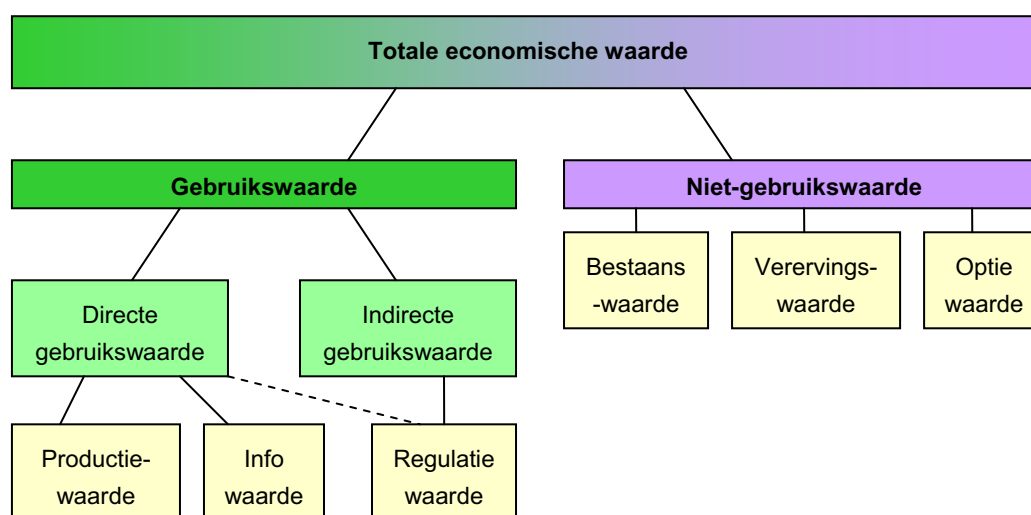 Totale economische waarde
Gebruikswaarde
Niet-gebruikswaarde
Bestaans
-waarde
Verervings-
waarde
Optie
waarde
Directe
gebruikswaarde
Indirecte
gebruikswaarde
Productie-
waarde
Info
waarde
Regulatie
waarde